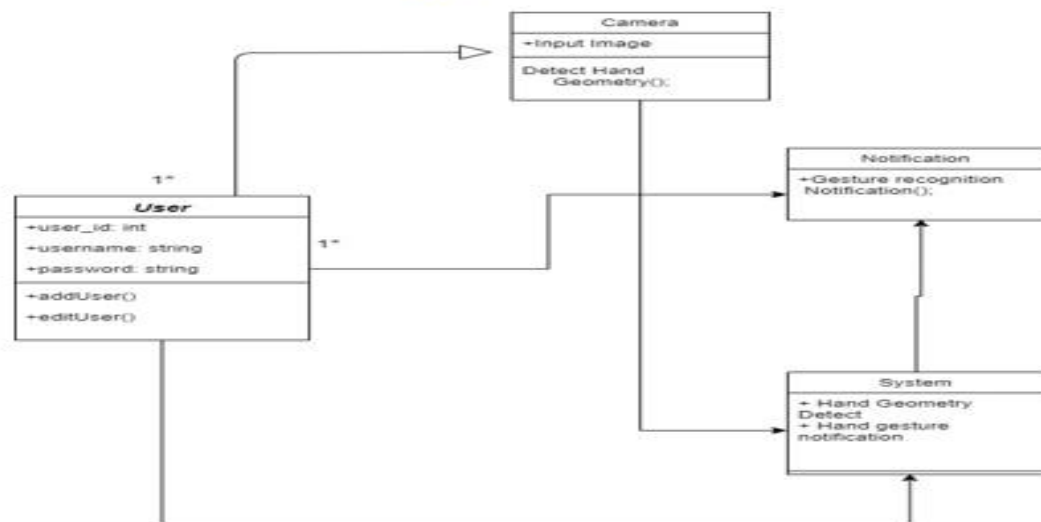 Camera
+Input Image
Detect Hand
Geometry();
Notification
+Gesture recognition
Notification();
1*
User
+user_id: int
+username: string
+password: string
+addUser()
+editUser()
1*
System
+ Hand Geometry
Detect
+ Hand gesture
notification